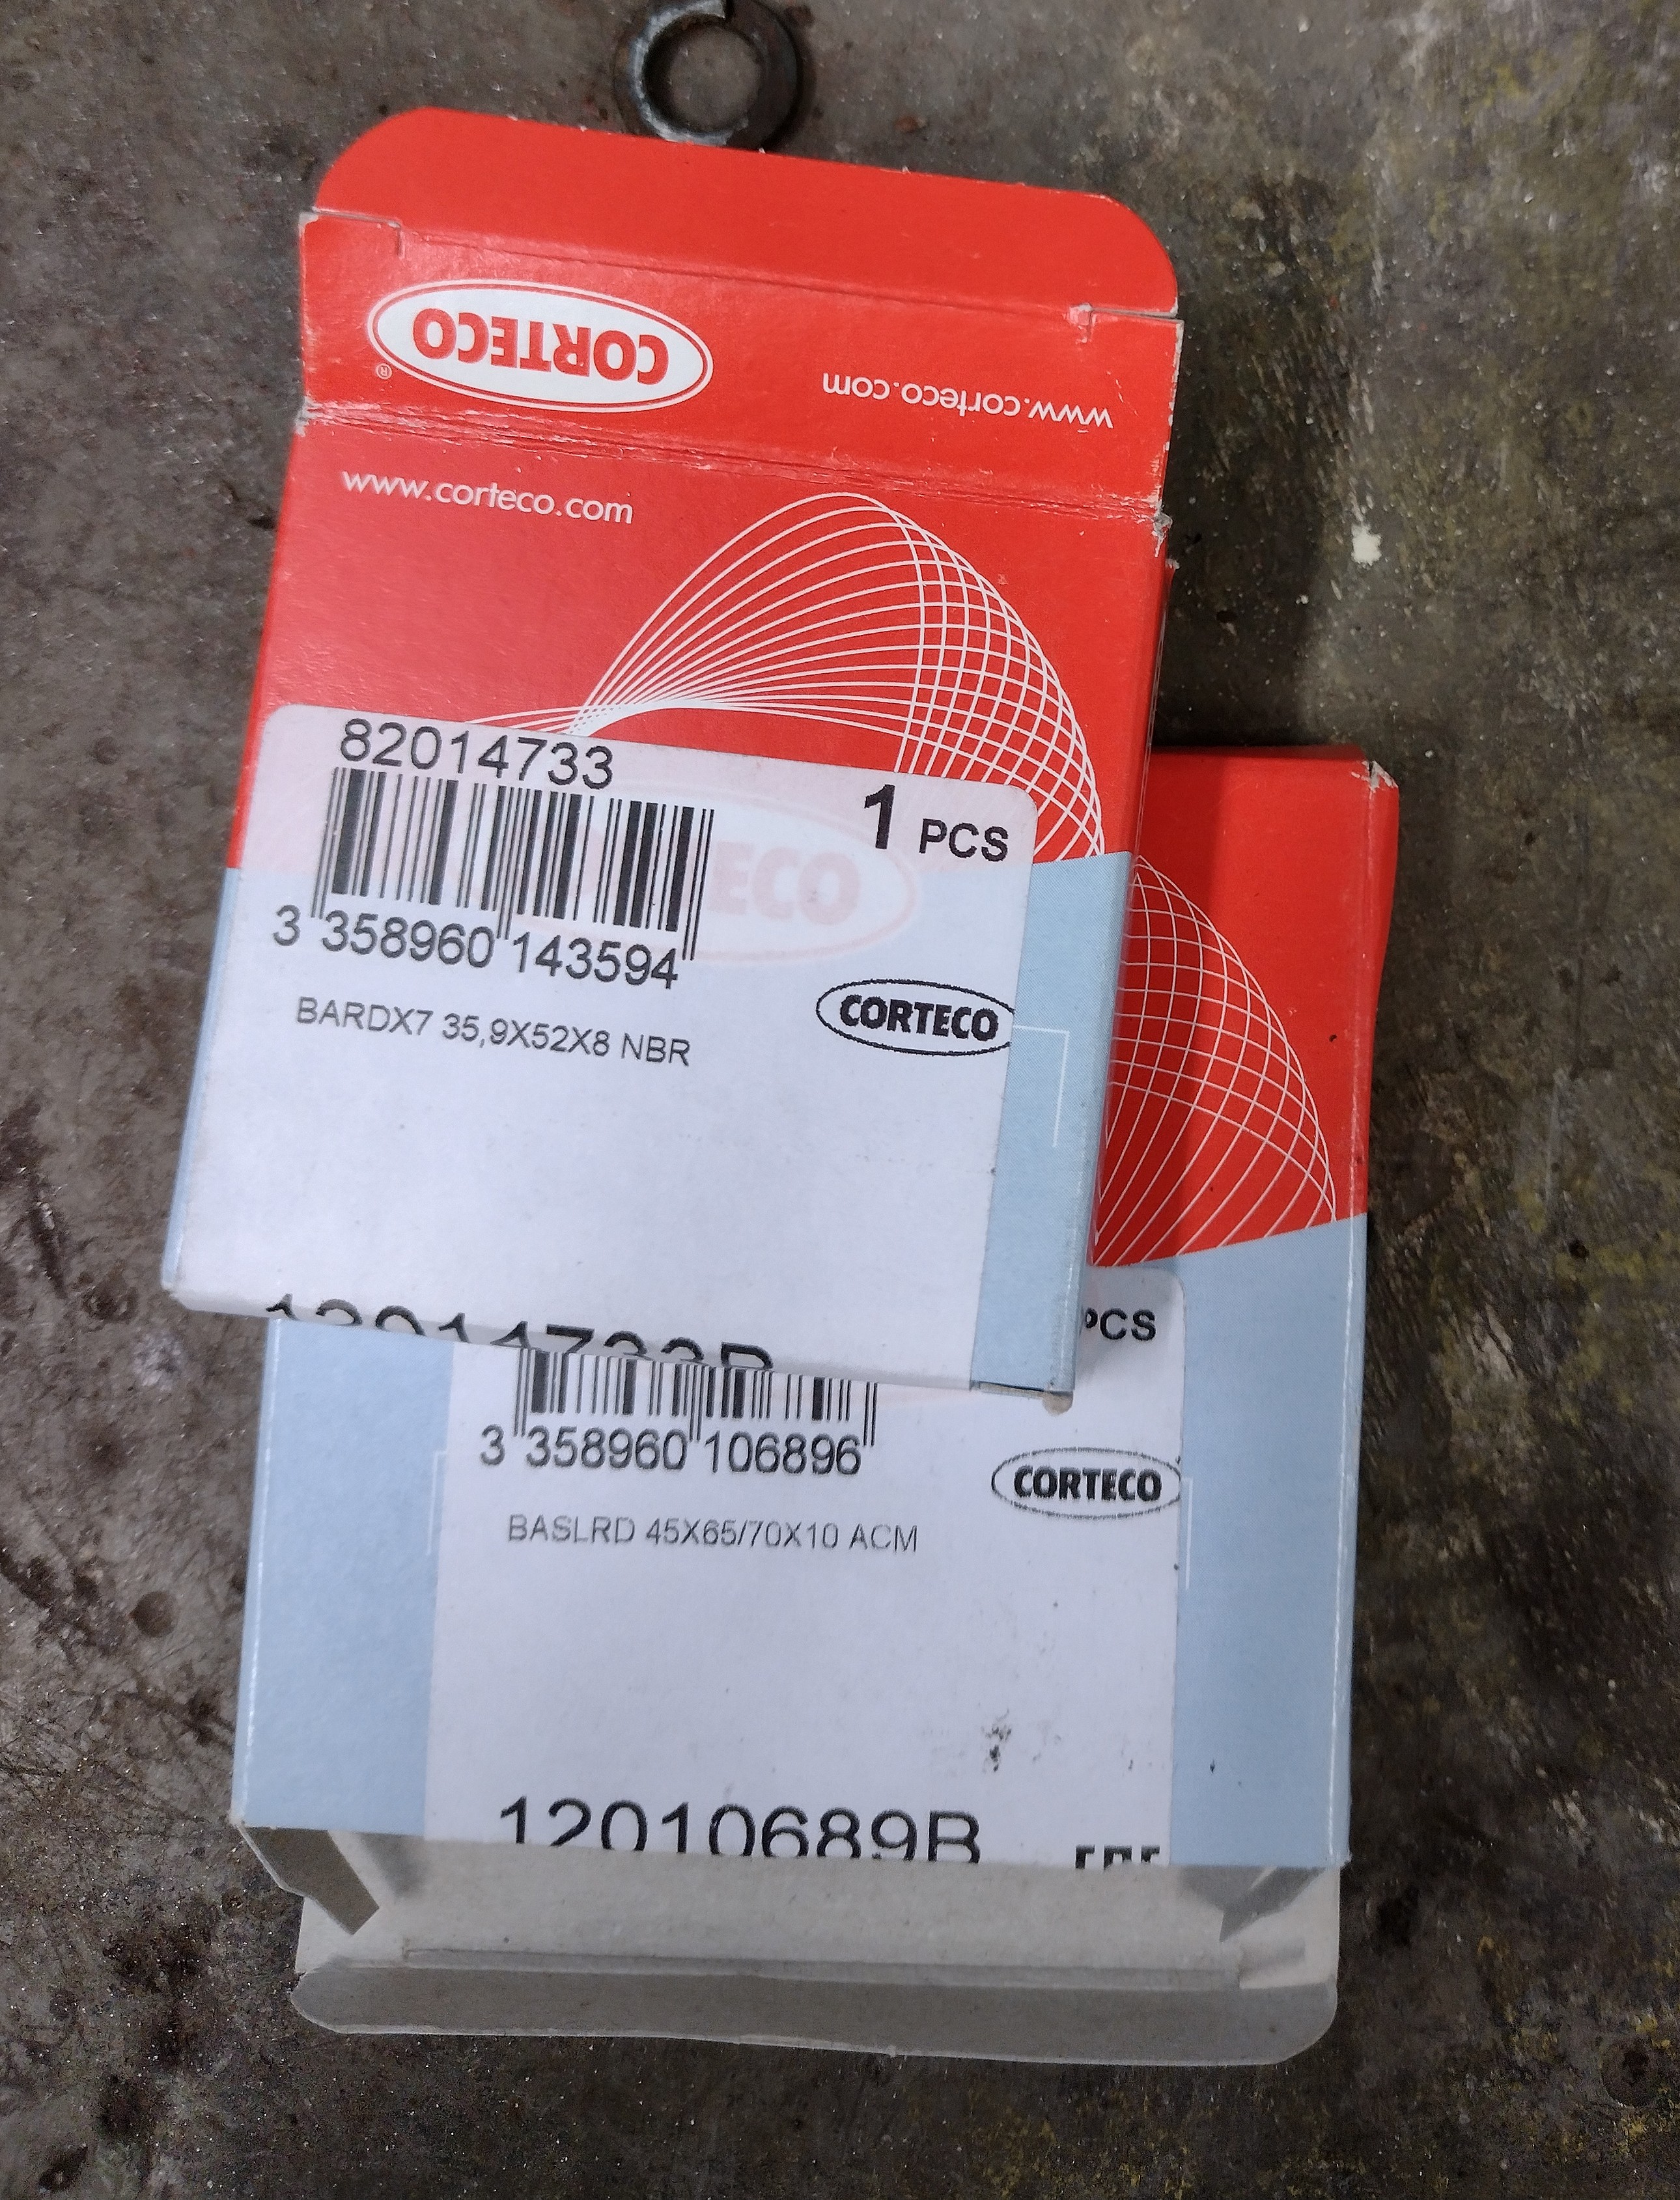 CORTECO
®
www.corteco.com
www.corteco.com
82014733
1 PCS
3 358960 143594
CORTECO
BARDX7 35,9X52X8 NBR
12014733B
PCS
3 358960 106896
CORTECO
BASLRD 45X65/70X10 ACM
12010689B